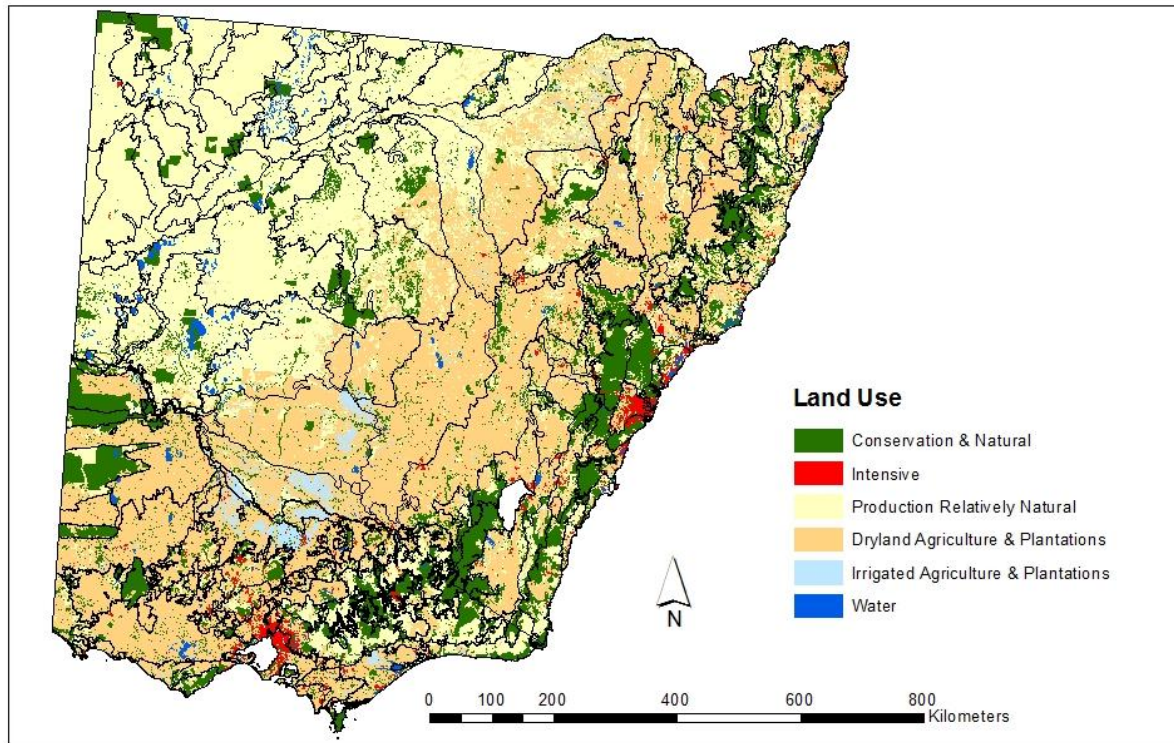 Land Use
Conservation & Natural
Intensive
Production Relatively Natural
Dryland Agriculture & Plantations
Irrigated Agriculture & Plantations
Water
N
0 100 200 400 600 800
Kilometers